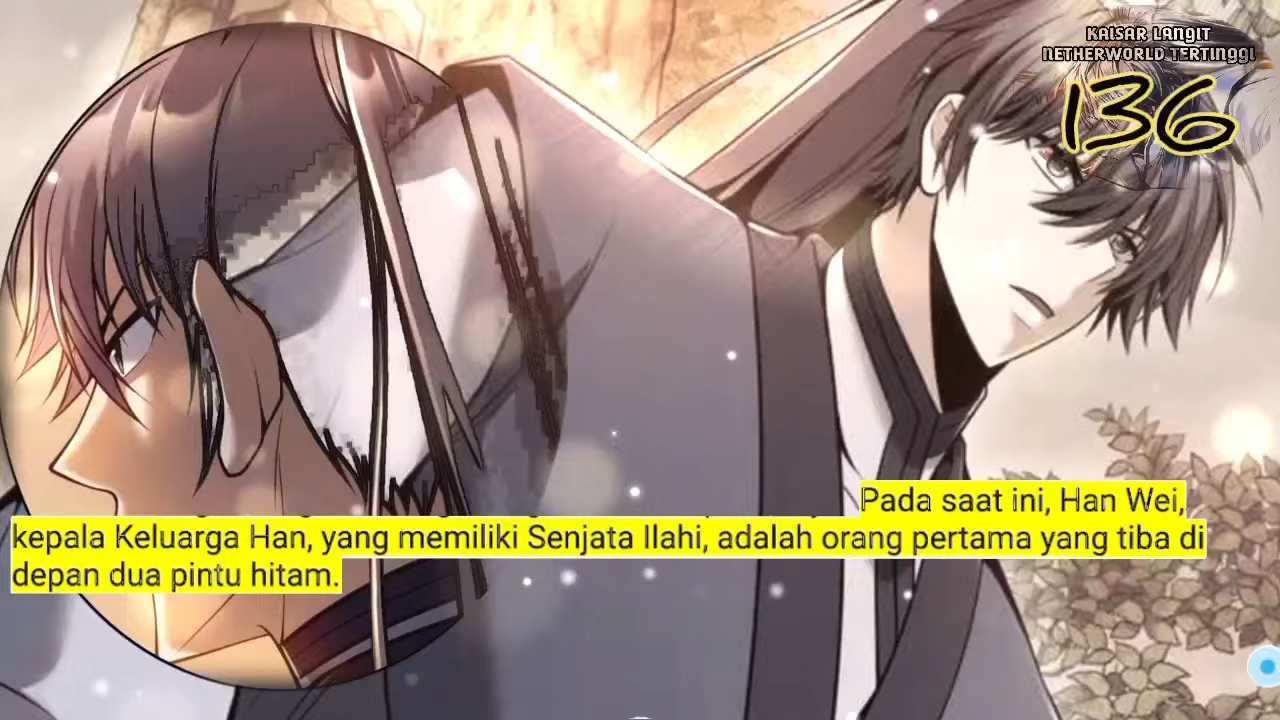 KAISAR LANGIT
NETHERWORLD TERTINGGI
136
Pada saat ini, Han Wei,
kepala Keluarga Han, yang memiliki Senjata Ilahi, adalah orang pertama yang tiba di
depan dua pintu hitam.